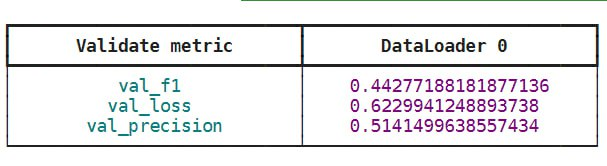 Validate metric DataLoader 0
val_f1 0.44277188181877136
val_loss 0.6229941248893738
val_precision 0.5141499638557434